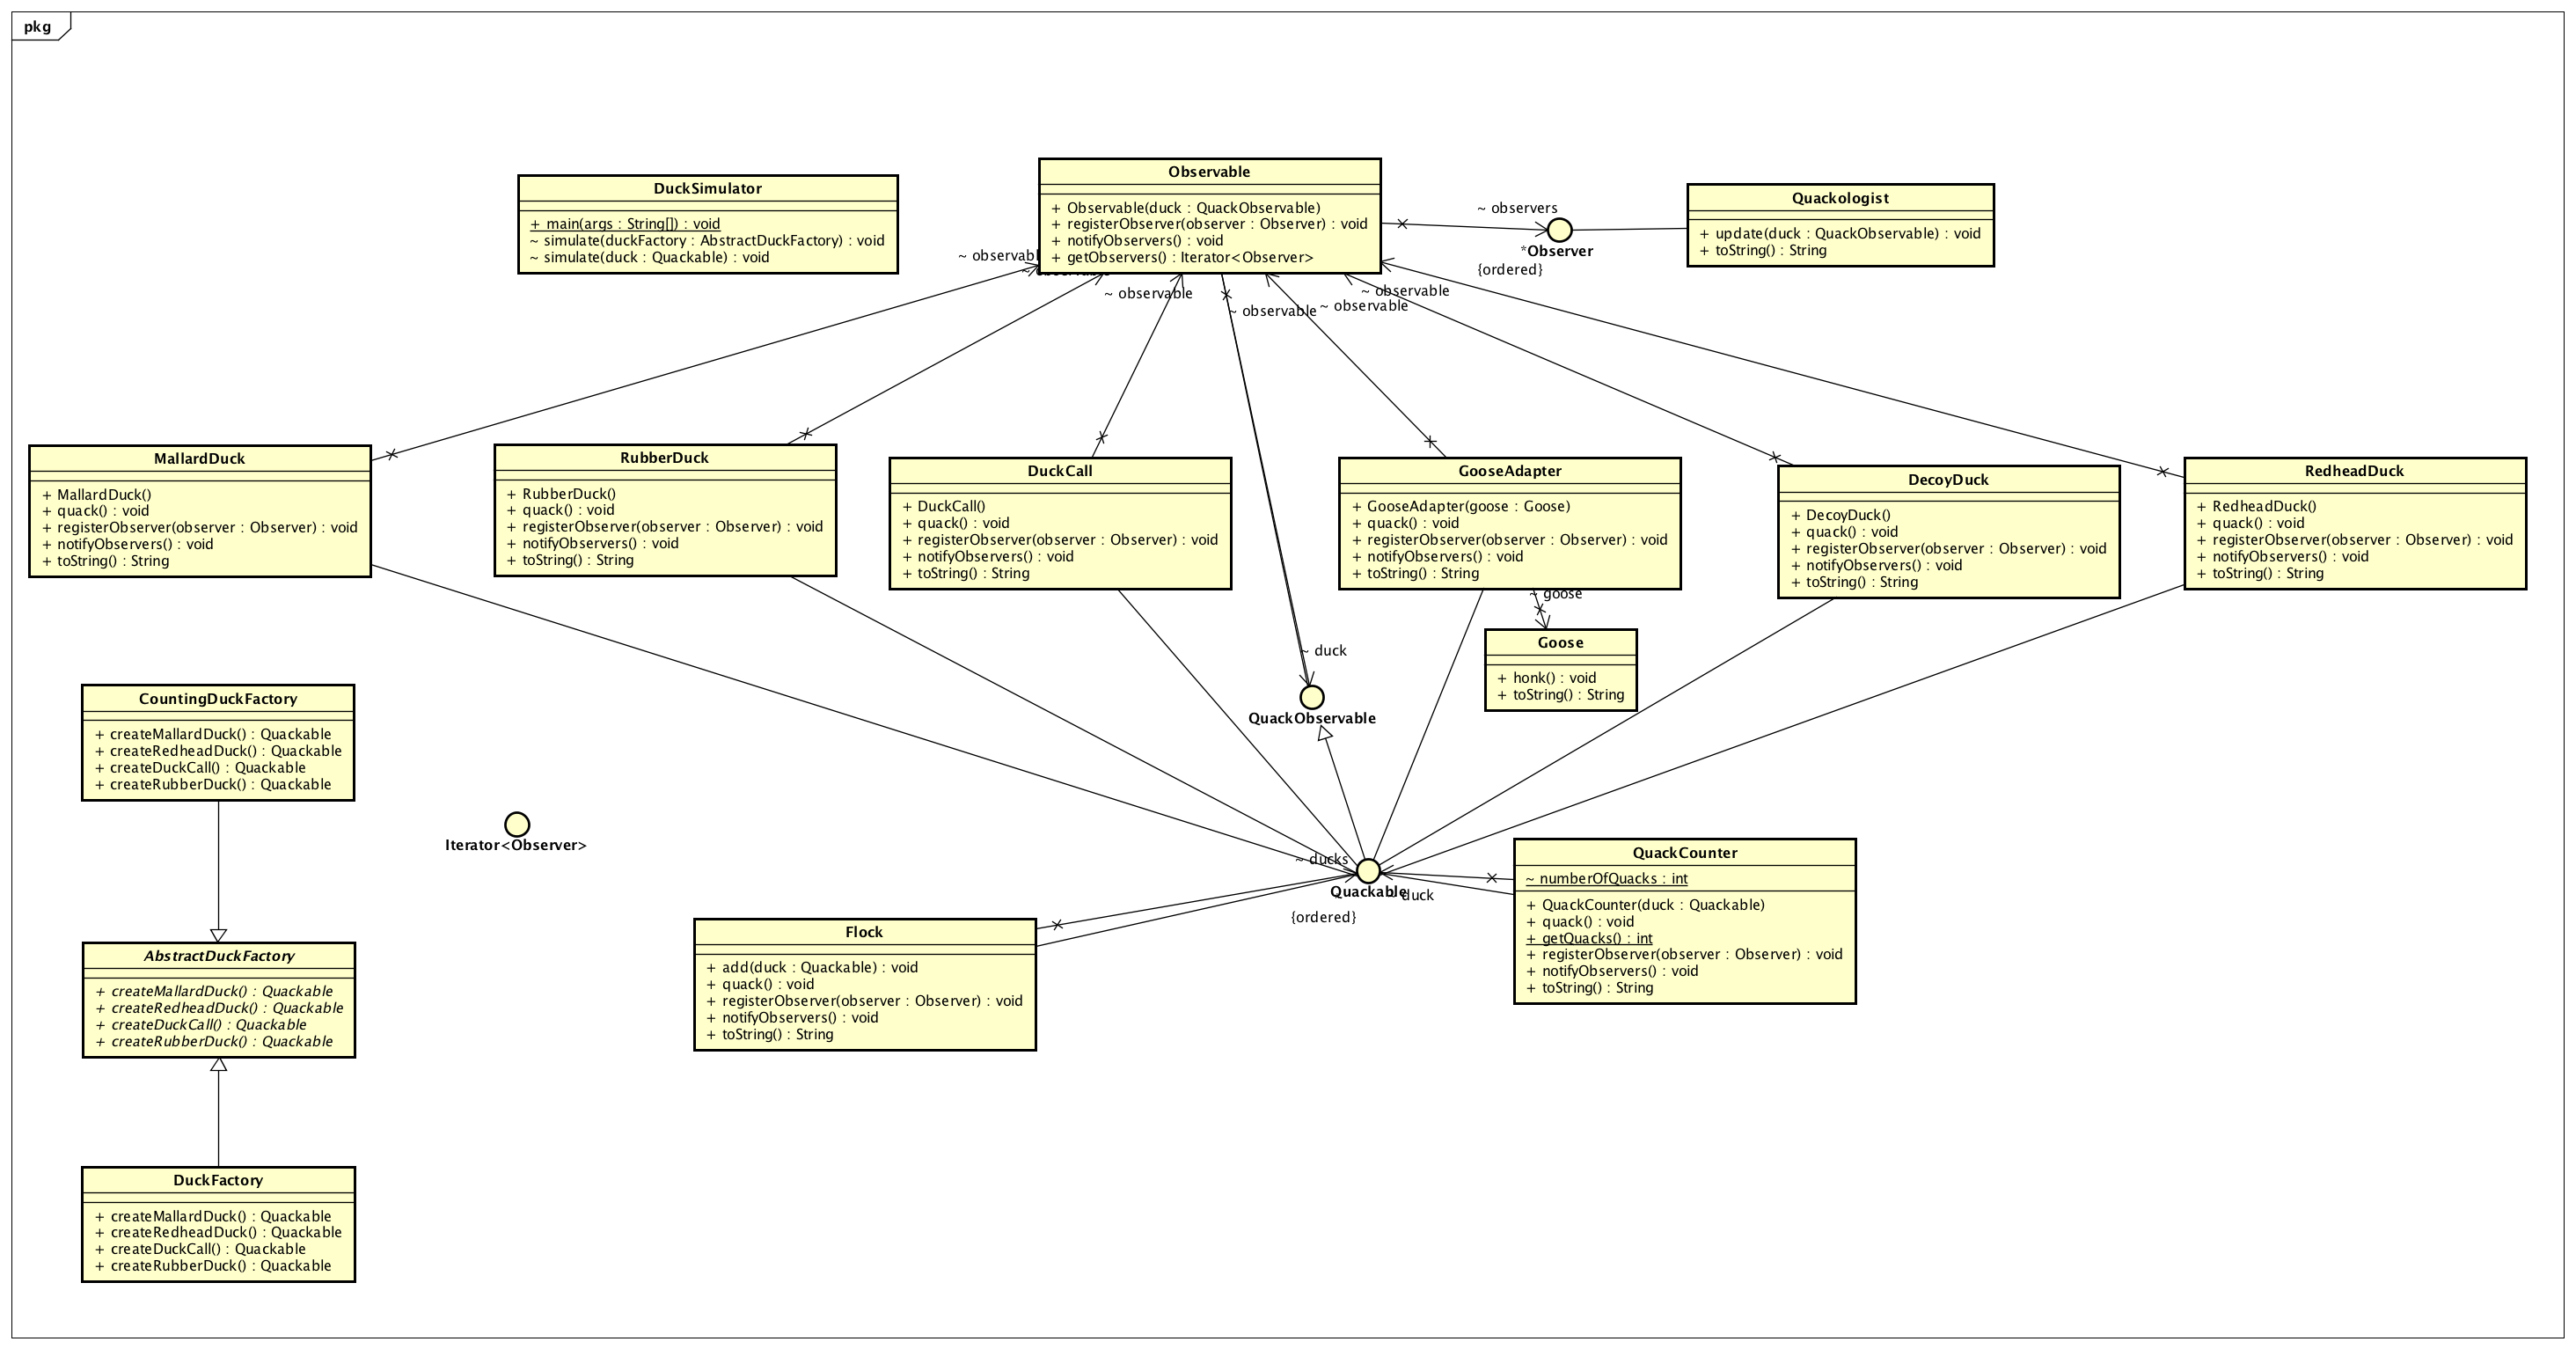 pkg
DuckSimulator
+ main(args : String[]) : void
~ simulate(duckFactory : AbstractDuckFactory) : void
~ simulate(duck : Quackable) : void
Observable
+ Observable(duck : QuackObservable)
+ registerObserver(observer : Observer) : void
+ notifyObservers() : void
+ getObservers() : Iterator<Observer>
~ observers
*Observer
{ordered}
Quackologist
+ update(duck : QuackObservable) : void
+ toString() : String
~ observable
~ observable
~ observable
~ observable
~ observable
~ observable
MallardDuck
+ MallardDuck()
+ quack() : void
+ registerObserver(observer : Observer) : void
+ notifyObservers() : void
+ toString() : String
RubberDuck
+ RubberDuck()
+ quack() : void
+ registerObserver(observer : Observer) : void
+ notifyObservers() : void
+ toString() : String
DuckCall
+ DuckCall()
+ quack() : void
+ registerObserver(observer : Observer) : void
+ notifyObservers() : void
+ toString() : String
GooseAdapter
+ GooseAdapter(goose : Goose)
+ quack() : void
+ registerObserver(observer : Observer) : void
+ notifyObservers() : void
+ toString() : String
DecoyDuck
+ DecoyDuck()
+ quack() : void
+ registerObserver(observer : Observer) : void
+ notifyObservers() : void
+ toString() : String
RedheadDuck
+ RedheadDuck()
+ quack() : void
+ registerObserver(observer : Observer) : void
+ notifyObservers() : void
+ toString() : String
~ goose
Goose
+ honk() : void
+ toString() : String
~ duck
QuackObservable
CountingDuckFactory
+ createMallardDuck() : Quackable
+ createRedheadDuck() : Quackable
+ createDuckCall() : Quackable
+ createRubberDuck() : Quackable
Iterator<Observer>
~ ducks
Quackable
~ duck
{ordered}
QuackCounter
~ numberOfQuacks : int
+ QuackCounter(duck : Quackable)
+ quack() : void
+ getQuacks() : int
+ registerObserver(observer : Observer) : void
+ notifyObservers() : void
+ toString() : String
Flock
+ add(duck : Quackable) : void
+ quack() : void
+ registerObserver(observer : Observer) : void
+ notifyObservers() : void
+ toString() : String
AbstractDuckFactory
+ createMallardDuck() : Quackable
+ createRedheadDuck() : Quackable
+ createDuckCall() : Quackable
+ createRubberDuck() : Quackable
DuckFactory
+ createMallardDuck() : Quackable
+ createRedheadDuck() : Quackable
+ createDuckCall() : Quackable
+ createRubberDuck() : Quackable